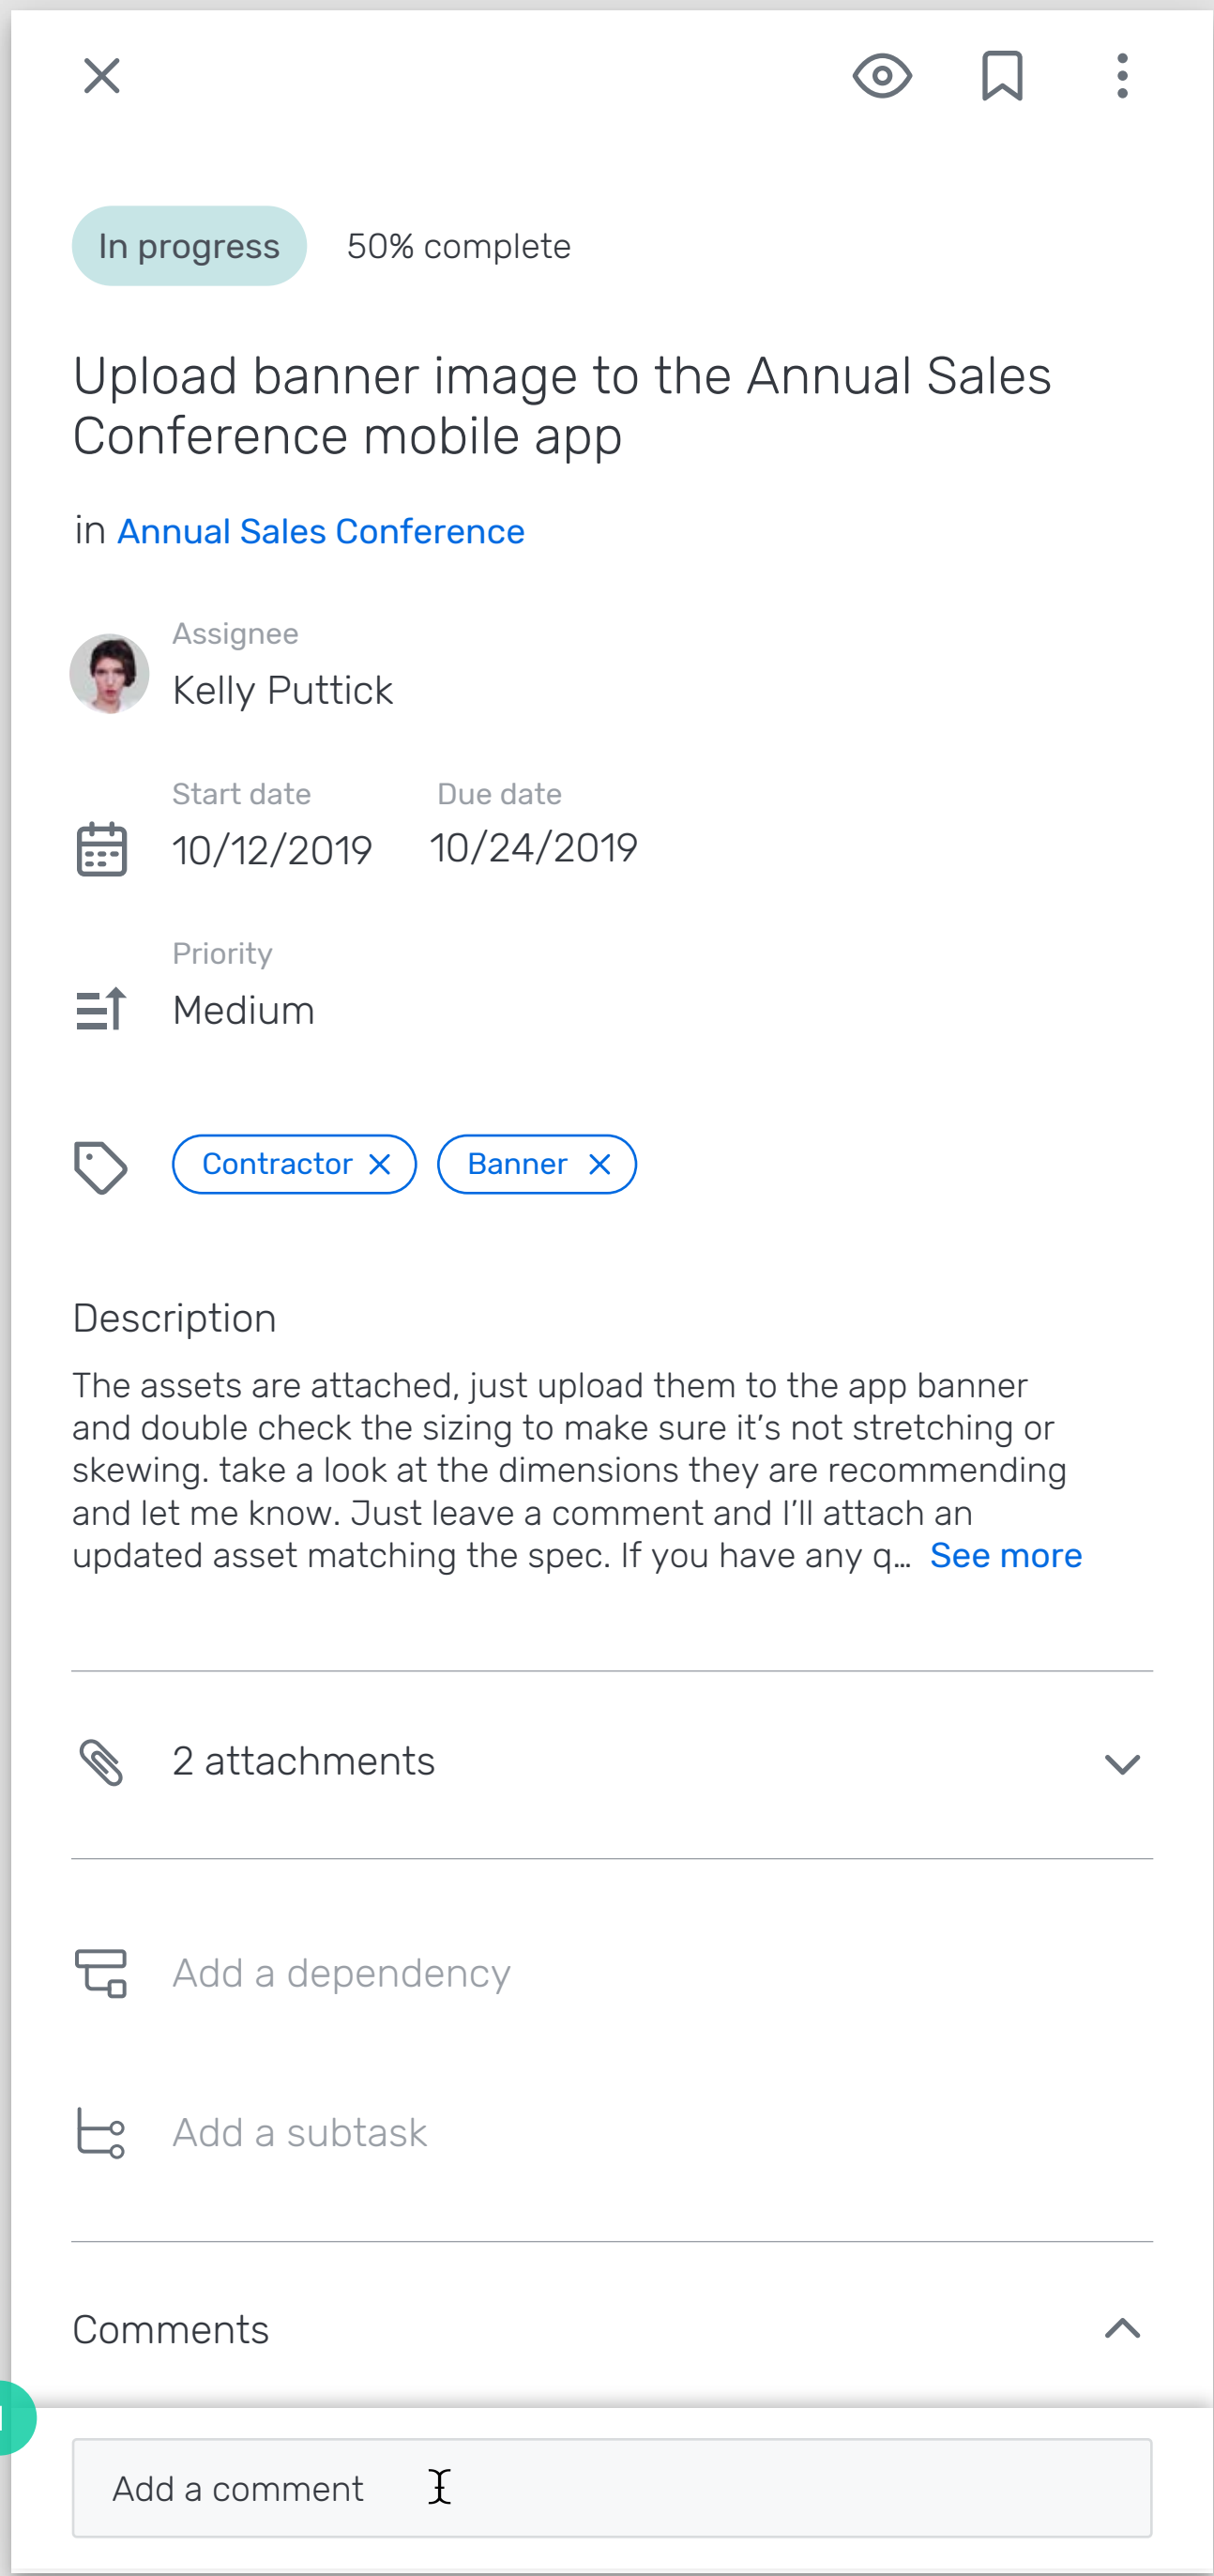 In progress 50% complete
Upload banner image to the Annual Sales
Conference mobile app
in Annual Sales Conference
Assignee
Kelly Puttick
Start date Due date
10/12/2019 10/24/2019
Priority
Medium
Contractor Banner
Description
The assets are attached, just upload them to the app banner
and double check the sizing to make sure it’s not stretching or
skewing. take a look at the dimensions they are recommending
and let me know. Just leave a comment and I’ll attach an
updated asset matching the spec. If you have any q... See more
2 attachments
Add a dependency
Add a subtask
Comments
Add a comment